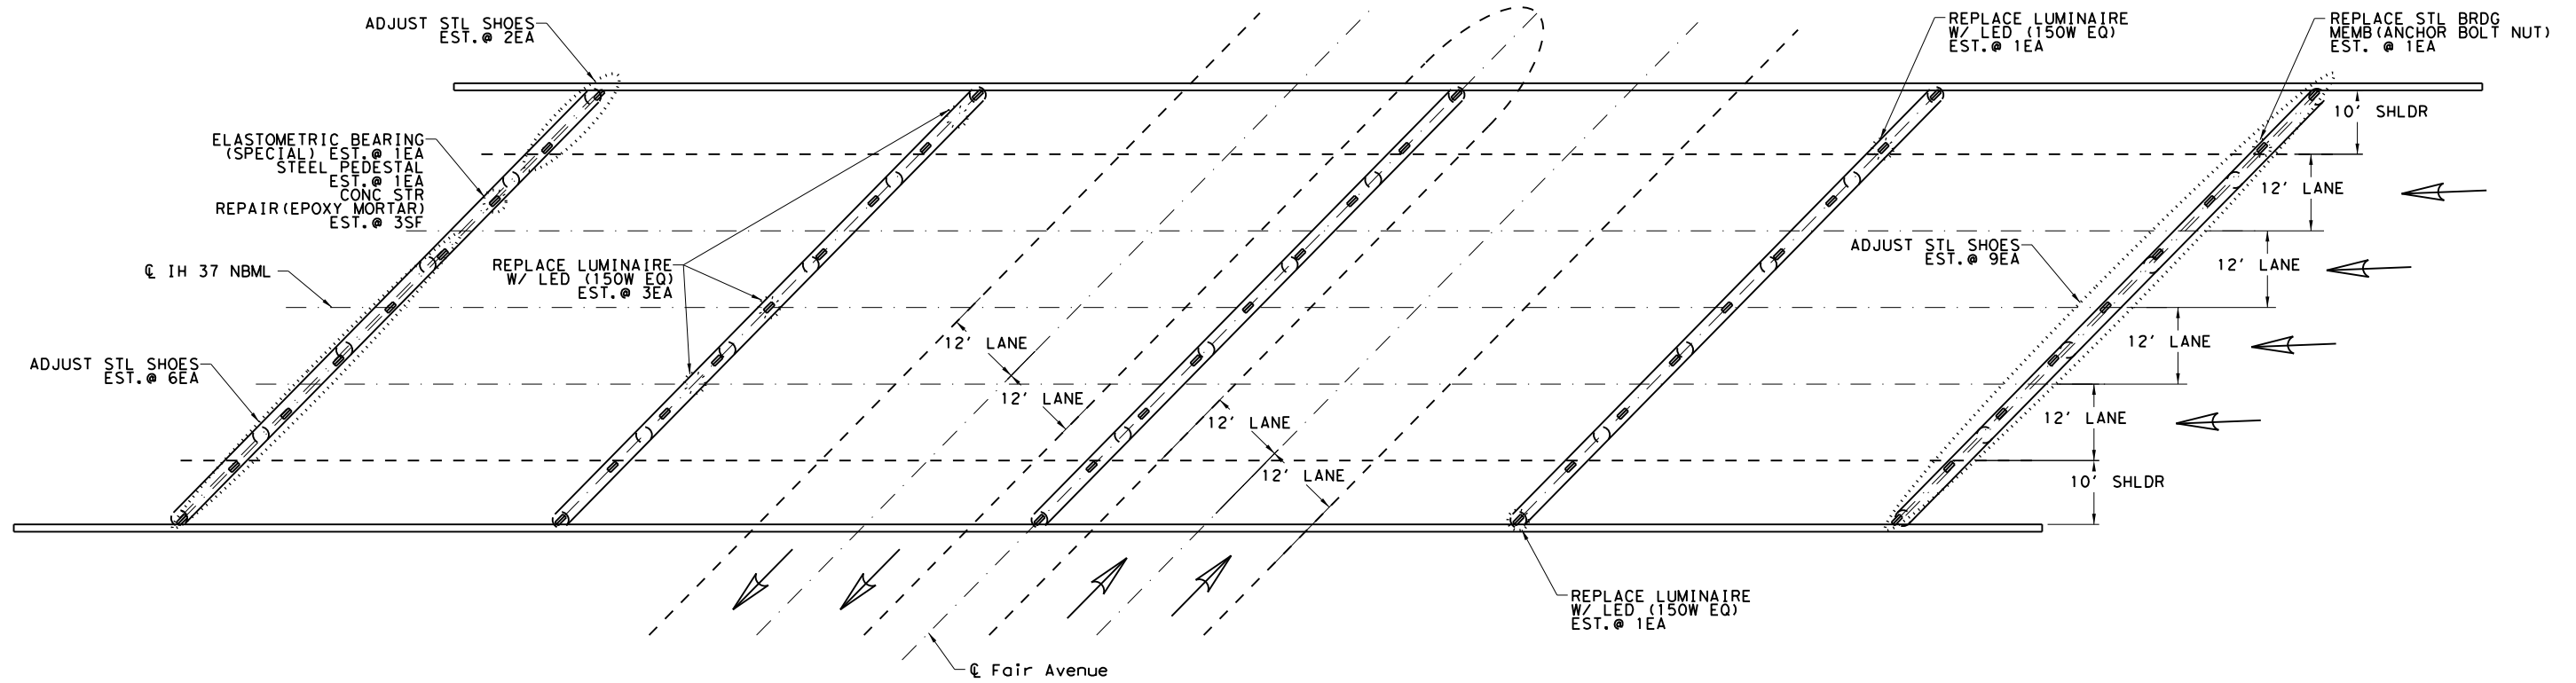 ADJUST STL SHOES
EST.@ 2EA
REPLACE LUMINAIRE
W/ LED (150W EQ)
EST.@ 1EA
REPLACE STL BRDG
MEMB(ANCHOR BOLT NUT)
EST. @ 1EA
10' SHLDR
ELASTOMETRIC BEARING
(SPECIAL) EST.@ 1EA
STEEL PEDESTAL
EST.@ 1EA
CONC STR
REPAIR(EPOXY MORTAR)
EST.@ 3SF
12' LANE
ADJUST STL SHOES
EST.@ 9EA
℄ IH 37 NBML
REPLACE LUMINAIRE
W/ LED (150W EQ)
EST.@ 3EA
12' LANE
12' LANE
12' LANE
ADJUST STL SHOES
EST.@ 6EA
12' LANE
12' LANE
12' LANE
12' LANE
10' SHLDR
REPLACE LUMINAIRE
W/ LED (150W EQ)
EST.@ 1EA
℄ Fair Avenue